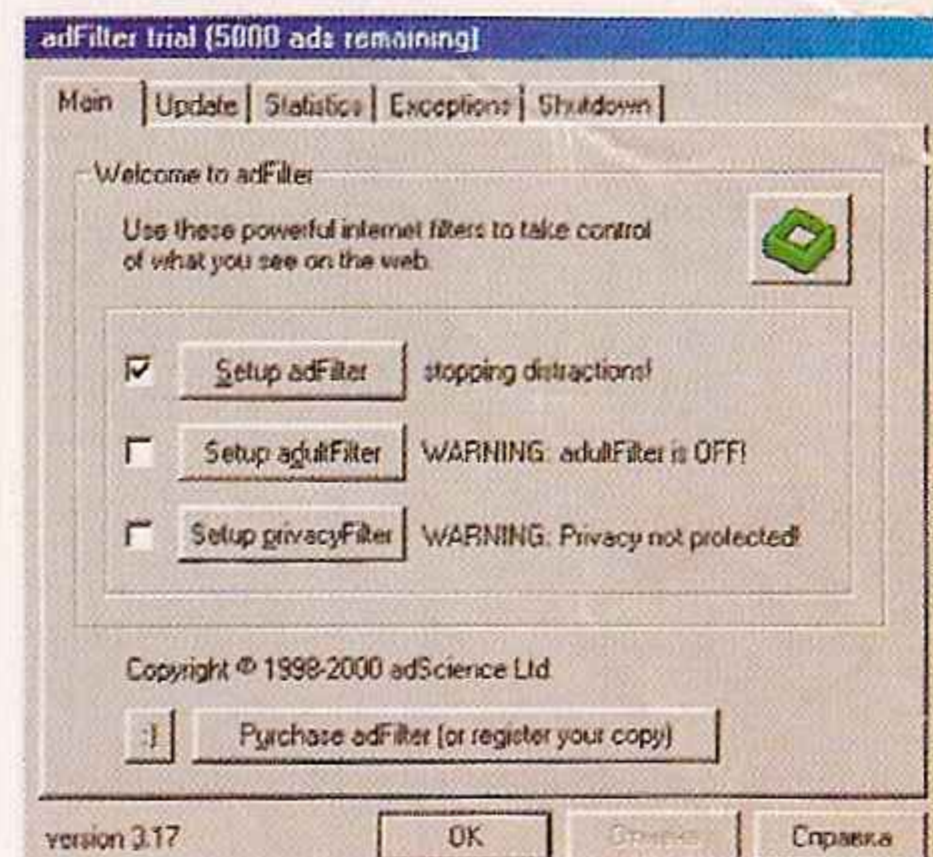 adFilter trial (5000 ads remaining)
Main Update Statistics Exceptions Shutdown
Welcome to adFilter
Use these powerful internet filters to take control
of what you see on the web.
Setup adFilter stopping distractions!
Setup adultFilter WARNING: adultFilter is OFF!
Setup privacyFilter WARNING: Privacy not protected!
Copyright © 1998-2000 adScience Ltd
:) Purchase adFilter (or register your copy)
version 3.17 OK Отмена Справка